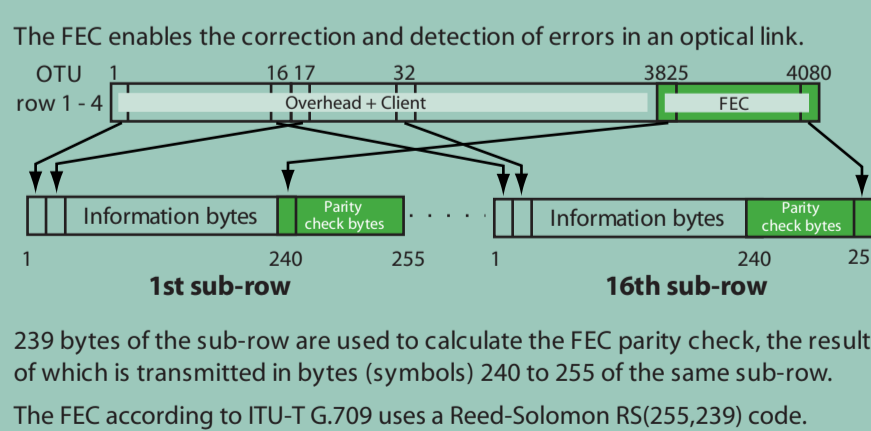 The FEC enables the correction and detection of errors in an optical link.
OTU 1 16 17 32 3825 4080
row 1 - 4 Overhead + Client FEC
Information bytes Parity check bytes Information bytes Parity check bytes
1 240 255 1 240 25
1st sub-row 16th sub-row
239 bytes of the sub-row are used to calculate the FEC parity check, the result
of which is transmitted in bytes (symbols) 240 to 255 of the same sub-row.
The FEC according to ITU-T G.709 uses a Reed-Solomon RS(255,239) code.